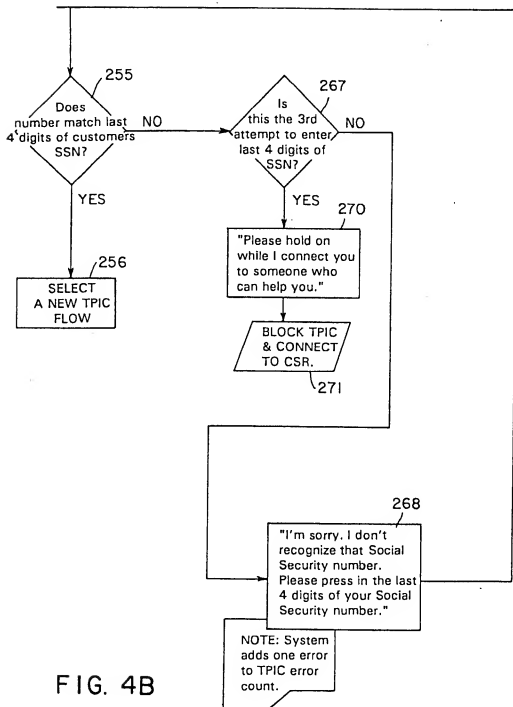 255
Does
number match last
4 digits of customers
SSN?
NO
YES
256
SELECT
A NEW TPIC
FLOW
267
Is
this the 3rd
attempt to enter
last 4 digits of
SSN?
NO
YES
270
"Please hold on
while I connect you
to someone who
can help you."
BLOCK TPIC
& CONNECT
TO CSR.
271
268
"I'm sorry. I don't
recognize that Social
Security number.
Please press in the last
4 digits of your Social
Security number."
NOTE: System
adds one error
to TPIC error
count.
FIG. 4B